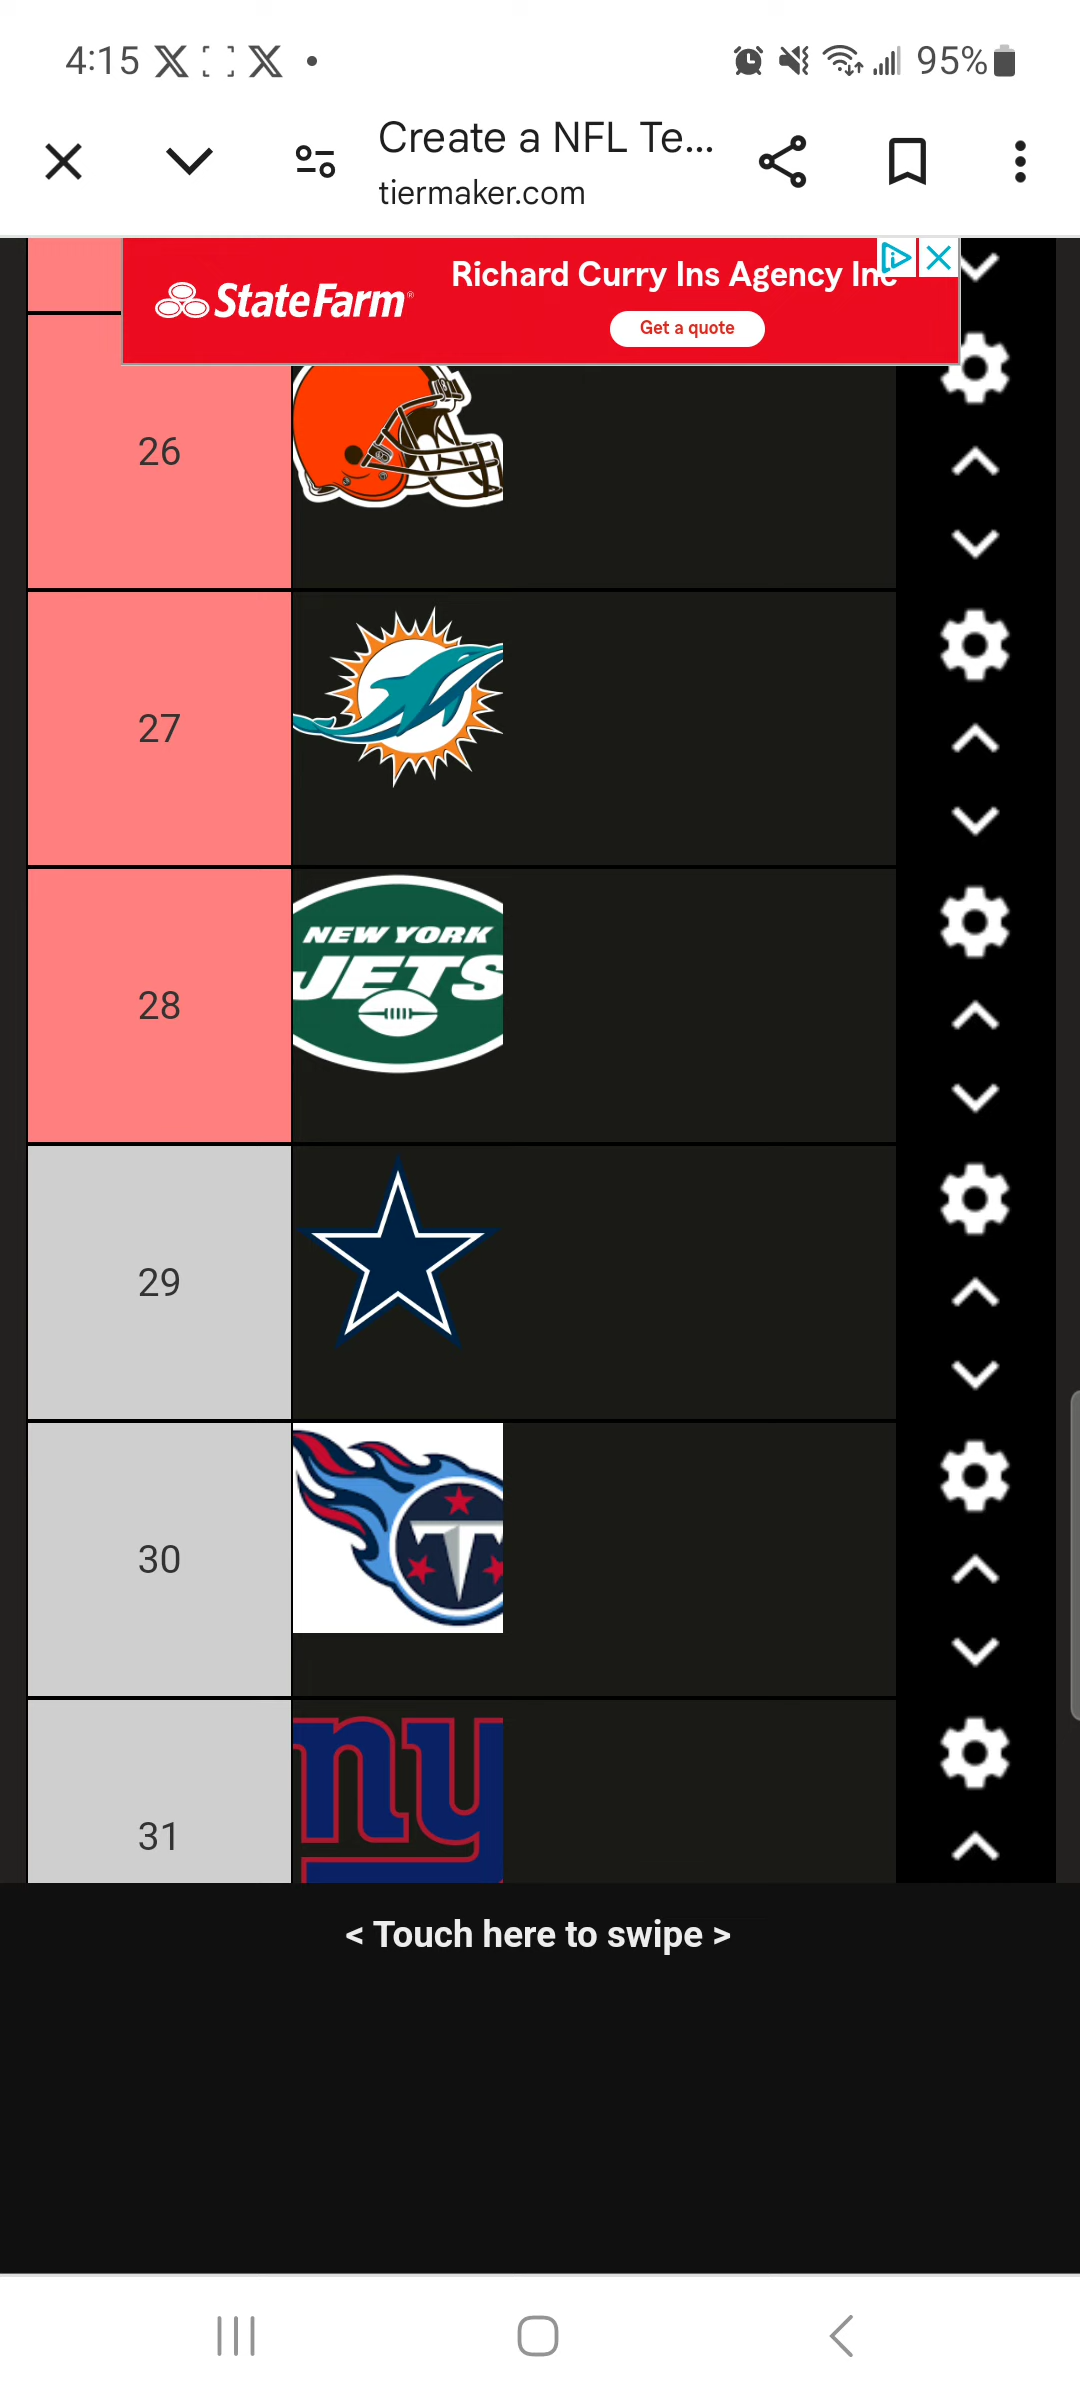 4:15
95%
Create a NFL Te...
tiermaker.com
StateFarm®
Richard Curry Ins Agency Inc
Get a quote
26
27
28
NEW YORK
JETS
29
30
T
31
ny
< Touch here to swipe >